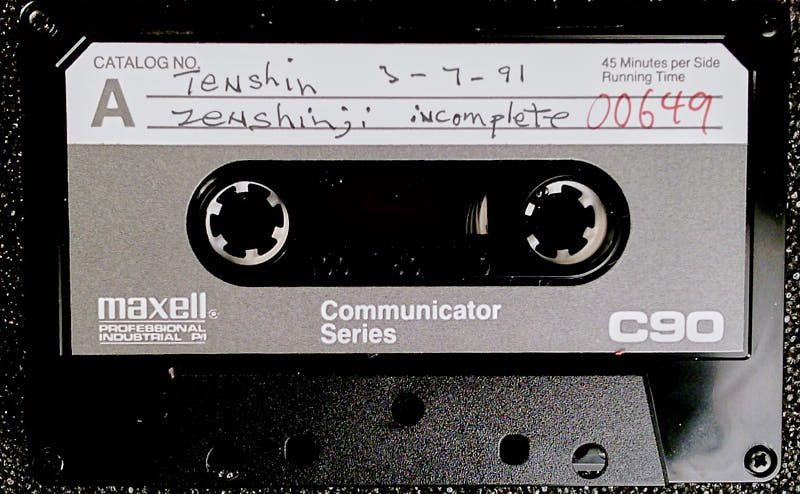 CATALOG NO. Tenshin 3-7-91 45 Minutes per Side
Running Time
A Zenshinji incomplete 00649
maxell®
PROFESSIONAL
INDUSTRIAL P/I
Communicator
Series
C90